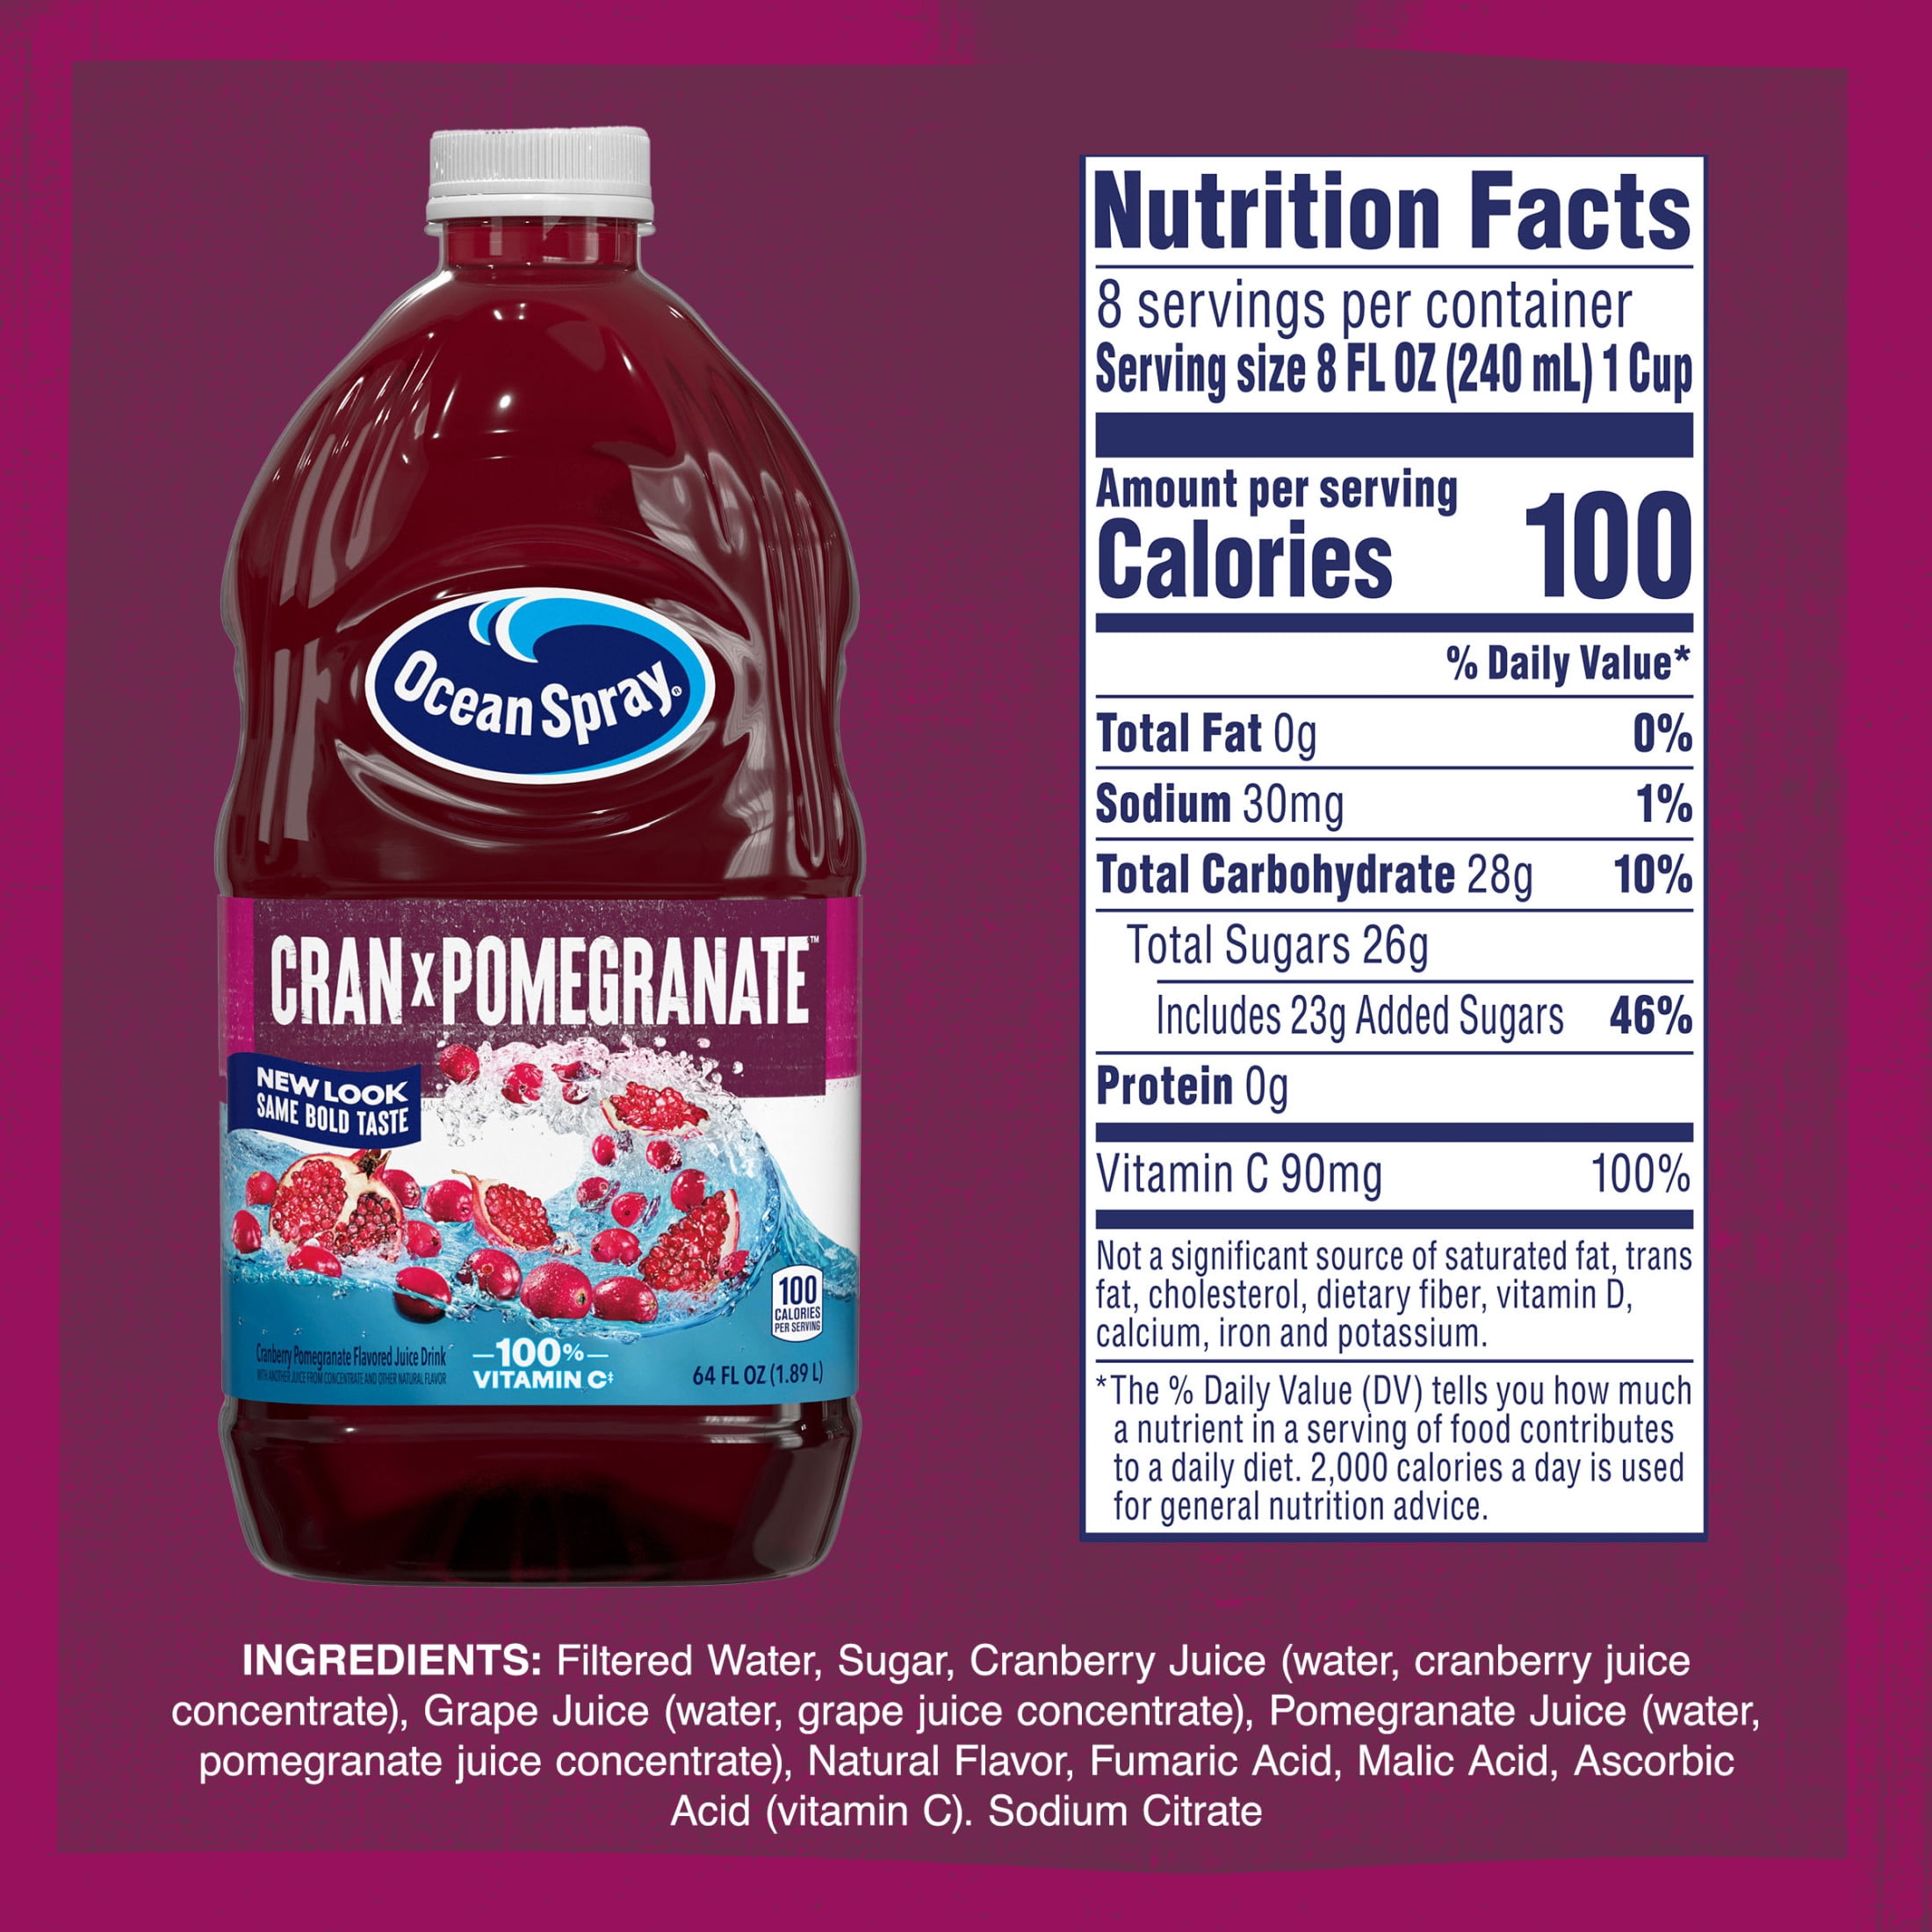 Ocean Spray®
CRAN X POMEGRANATE™
NEW LOOK
SAME BOLD TASTE
100
CALORIES
PER SERVING
Cranberry Pomegranate Flavored Juice Drink
WITH ANOTHER JUICE FROM CONCENTRATE AND OTHER NATURAL FLAVOR
—100%—
VITAMIN C‡
64 FL OZ (1.89 L)
Nutrition Facts
8 servings per container
Serving size 8 FL OZ (240 mL) 1 Cup
Amount per serving
Calories 100
% Daily Value*
Total Fat 0g 0%
Sodium 30mg 1%
Total Carbohydrate 28g 10%
Total Sugars 26g
Includes 23g Added Sugars 46%
Protein 0g
Vitamin C 90mg 100%
Not a significant source of saturated fat, trans
fat, cholesterol, dietary fiber, vitamin D,
calcium, iron and potassium.
*The % Daily Value (DV) tells you how much
a nutrient in a serving of food contributes
to a daily diet. 2,000 calories a day is used
for general nutrition advice.
INGREDIENTS: Filtered Water, Sugar, Cranberry Juice (water, cranberry juice
concentrate), Grape Juice (water, grape juice concentrate), Pomegranate Juice (water,
pomegranate juice concentrate), Natural Flavor, Fumaric Acid, Malic Acid, Ascorbic
Acid (vitamin C). Sodium Citrate